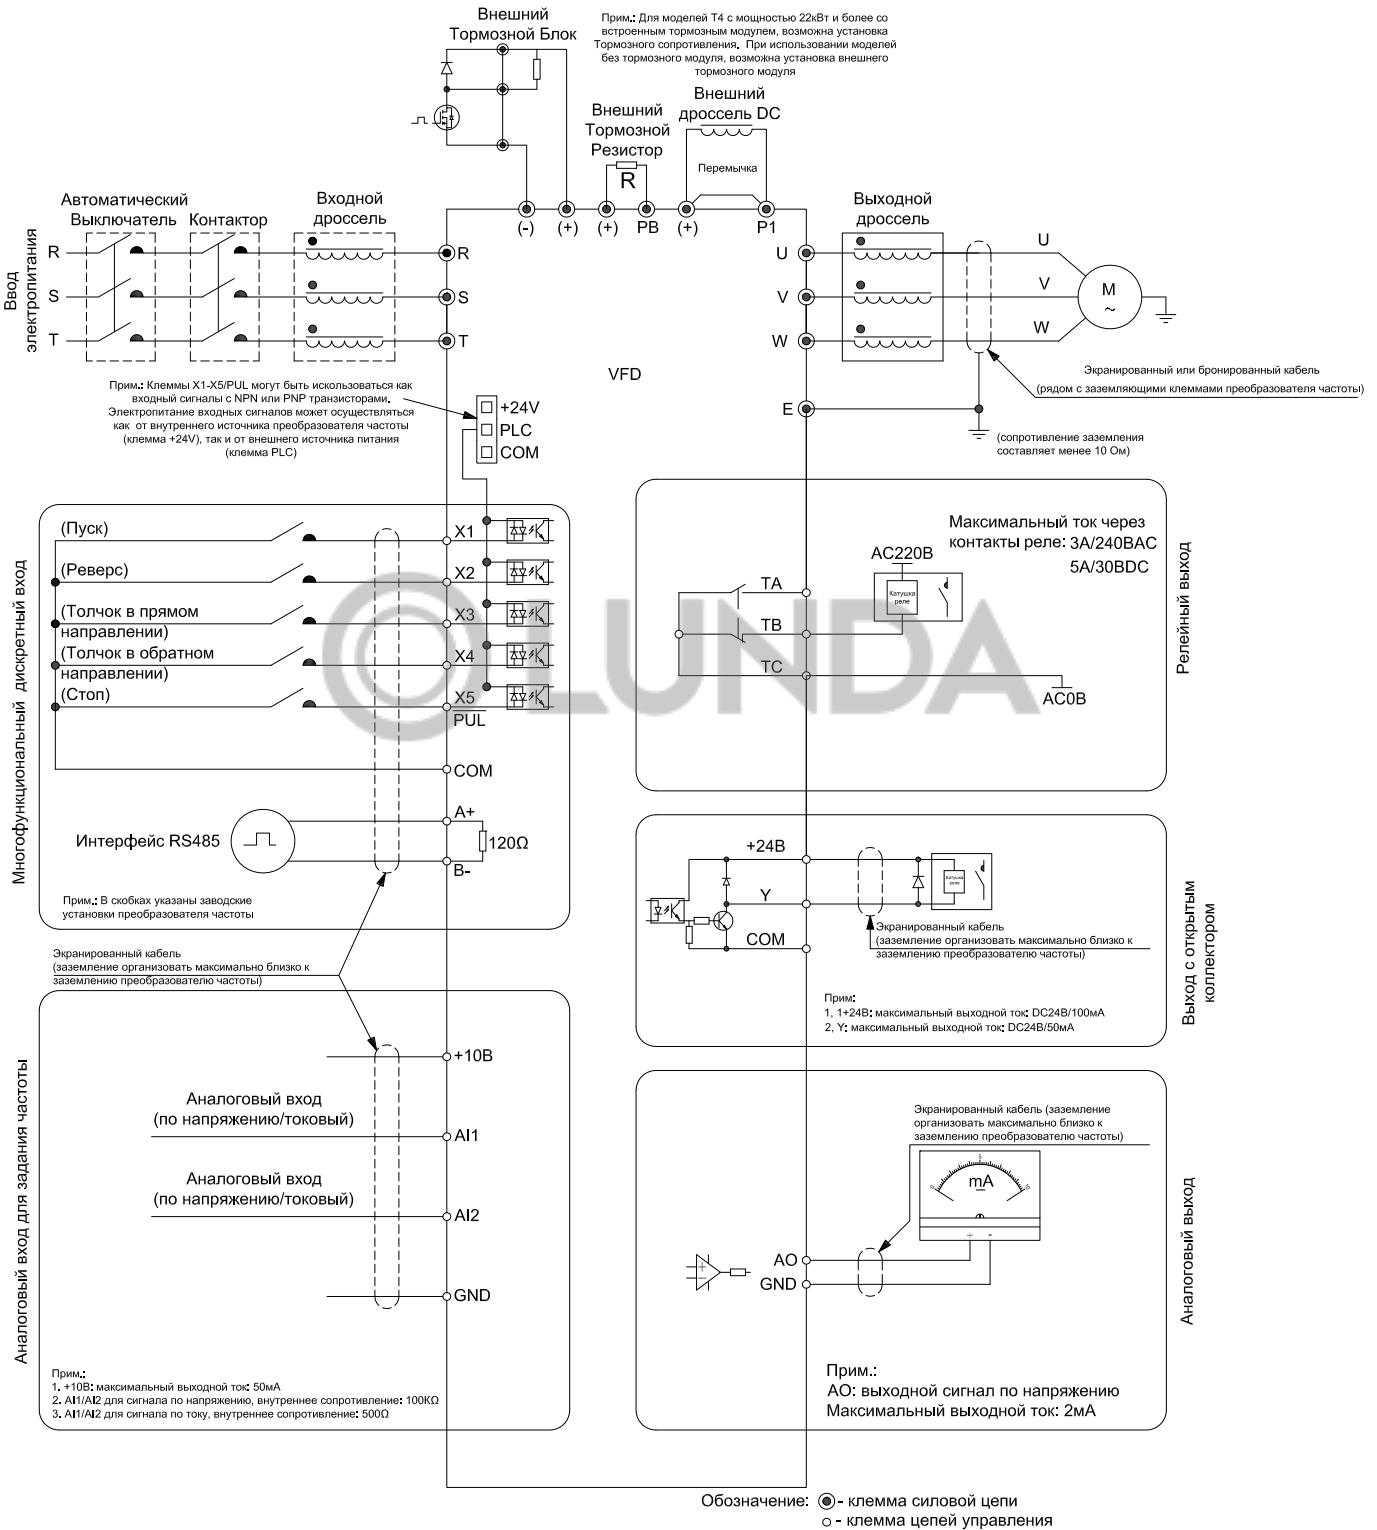 Внешний
Тормозной Блок
Прим.: Для моделей Т4 с мощностью 22кВт и более со
встроенным тормозным модулем, возможна установка
Тормозного сопротивления. При использовании моделей
без тормозного модуля, возможна установка внешнего
тормозного модуля
Внешний
дроссель DC
Внешний
Тормозной
Резистор
R
Перемычка
(-) (+) (+) PB (+) P1
Автоматический
Выключатель
Контактор
Входной
дроссель
Выходной
дроссель
Ввод
электропитания
R
S
T
R
S
T
U
V
W
U
V
W
M
~
VFD
E
Экранированный или бронированный кабель
(рядом с заземляющими клеммами преобразователя частоты)
(сопротивление заземления
составляет менее 10 Ом)
Прим.: Клеммы X1-X5/PUL могут быть искользоваться как
входный сигналы с NPN или PNP транзисторами.
Электропитание входных сигналов может осуществляться
как от внутреннего источника преобразователя частоты
(клемма +24V), так и от внешнего источника питания
(клемма PLC)
+24V
PLC
COM
Многофункциональный дискретный вход
(Пуск)
X1
(Реверс)
X2
(Толчок в прямом
направлении)
X3
(Толчок в обратном
направлении)
X4
(Стоп)
X5
PUL
COM
Интерфейс RS485
A+
B-
120Ω
Прим.: В скобках указаны заводские
установки преобразователя частоты
LUNDA
Максимальный ток через
контакты реле: 3A/240BAC
5A/30BDC
AC220B
Катушка
реле
TA
TB
TC
AC0B
Релейный выход
+24B
Y
COM
Катушка
реле
Экранированный кабель
(заземление организовать максимально близко к
заземлению преобразователю частоты)
Прим:
1, 1+24В: максимальный выходной ток: DC24B/100мА
2, Y: максимальный выходной ток: DC24B/50мА
Выход с открытым
коллектором
Экранированный кабель
(заземление организовать максимально близко к
заземлению преобразователю частоты)
Аналоговый вход для задания частоты
+10B
Аналоговый вход
(по напряжению/токовый)
AI1
Аналоговый вход
(по напряжению/токовый)
AI2
GND
Прим.:
1. +10В: максимальный выходной ток: 50мА
2. AI1/AI2 для сигнала по напряжению, внутреннее сопротивление: 100KΩ
3. AI1/AI2 для сигнала по току, внутреннее сопротивление: 500Ω
Экранированный кабель (заземление
организовать максимально близко к
заземлению преобразователю частоты)
0 5 10
mA
+ -
AO
GND
Прим.:
АО: выходной сигнал по напряжению
Максимальный выходной ток: 2мА
Аналоговый выход
Обозначение: - клемма силовой цепи
- клемма цепей управления